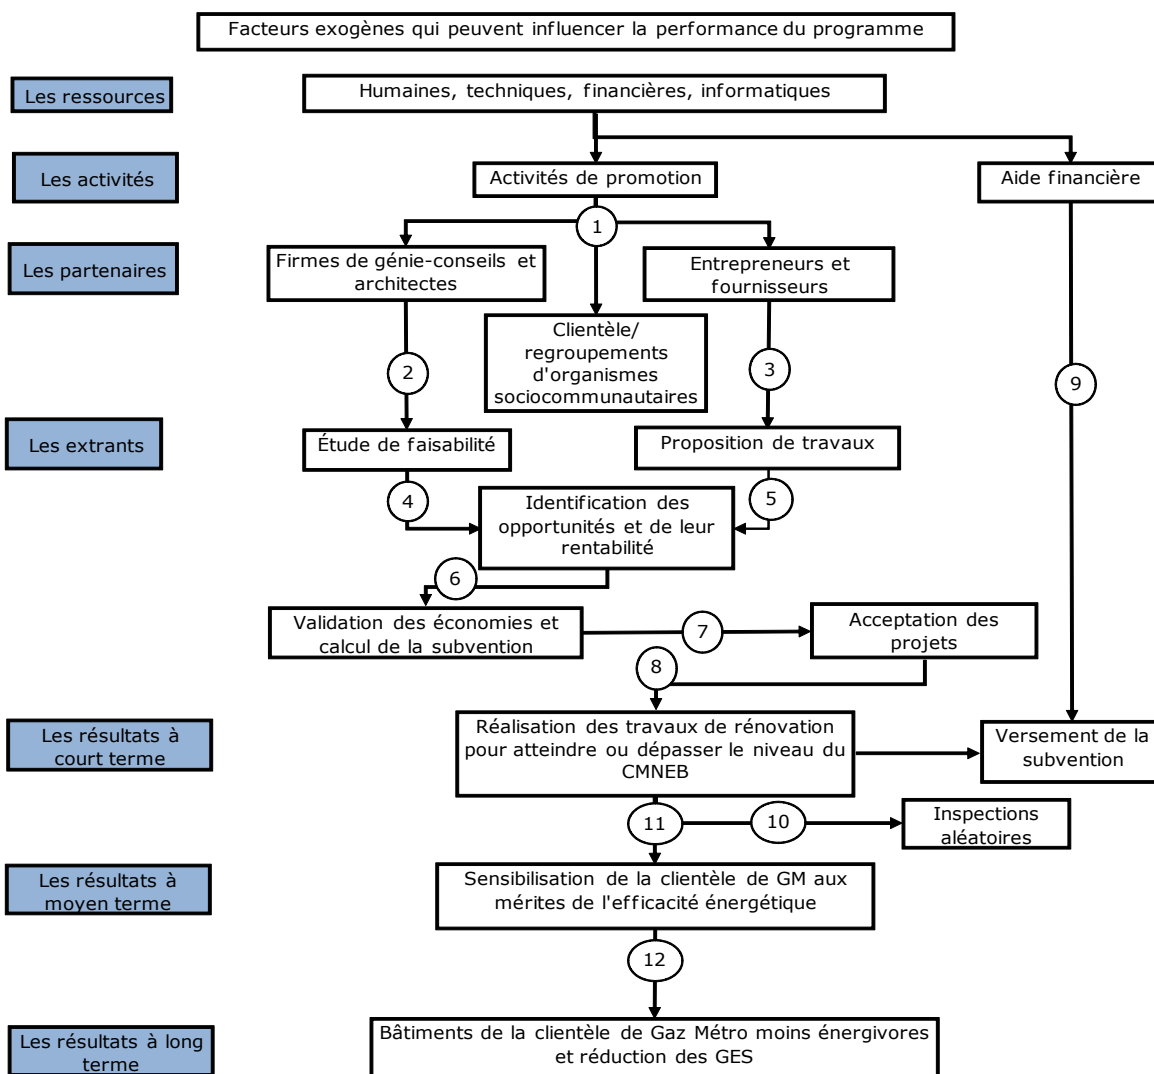 Facteurs exogènes qui peuvent influencer la performance du programme
Les ressources
Humaines, techniques, financières, informatiques
Les activités
Activités de promotion
Aide financière
1
Les partenaires
Firmes de génie-conseils et
architectes
Entrepreneurs et
fournisseurs
Clientèle/
regroupements
d'organismes
sociocommunautaires
2
3
9
Les extrants
Étude de faisabilité
Proposition de travaux
4
5
Identification des
opportunités et de leur
rentabilité
6
Validation des économies et
calcul de la subvention
7
Acceptation des
projets
8
Les résultats à
court terme
Réalisation des travaux de rénovation
pour atteindre ou dépasser le niveau du
CMNEB
Versement de la
subvention
11
10
Inspections
aléatoires
Les résultats à
moyen terme
Sensibilisation de la clientèle de GM aux
mérites de l'efficacité énergétique
12
Les résultats à long
terme
Bâtiments de la clientèle de Gaz Métro moins énergivores
et réduction des GES